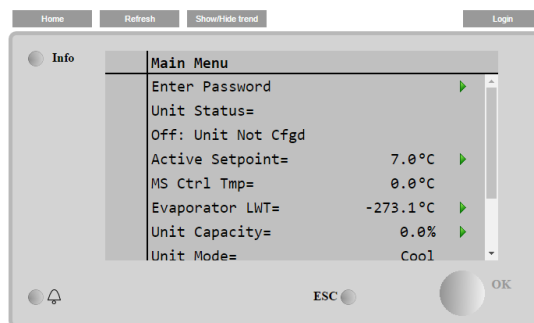 Home Refresh Show/Hide trend Login
Info
Main Menu
Enter Password
Unit Status=
Off: Unit Not Cfgd
Active Setpoint= 7.0°C
MS Ctrl Tmp= 0.0°C
Evaporator LWT= -273.1°C
Unit Capacity= 0.0%
Unit Mode= Cool
ESC OK